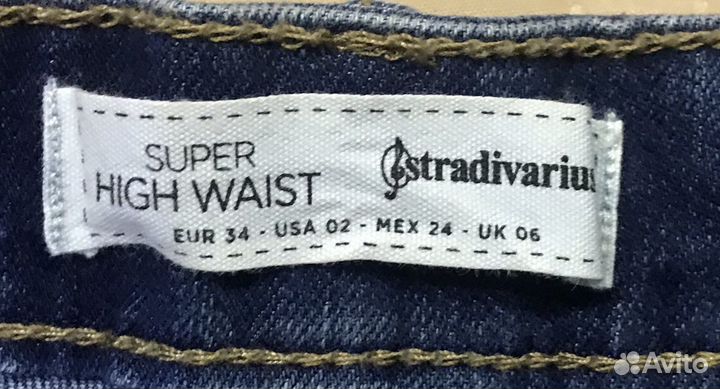 SUPER
HIGH WAIST
stradivarius
EUR 34 - USA 02 - MEX 24 - UK 06
Avito